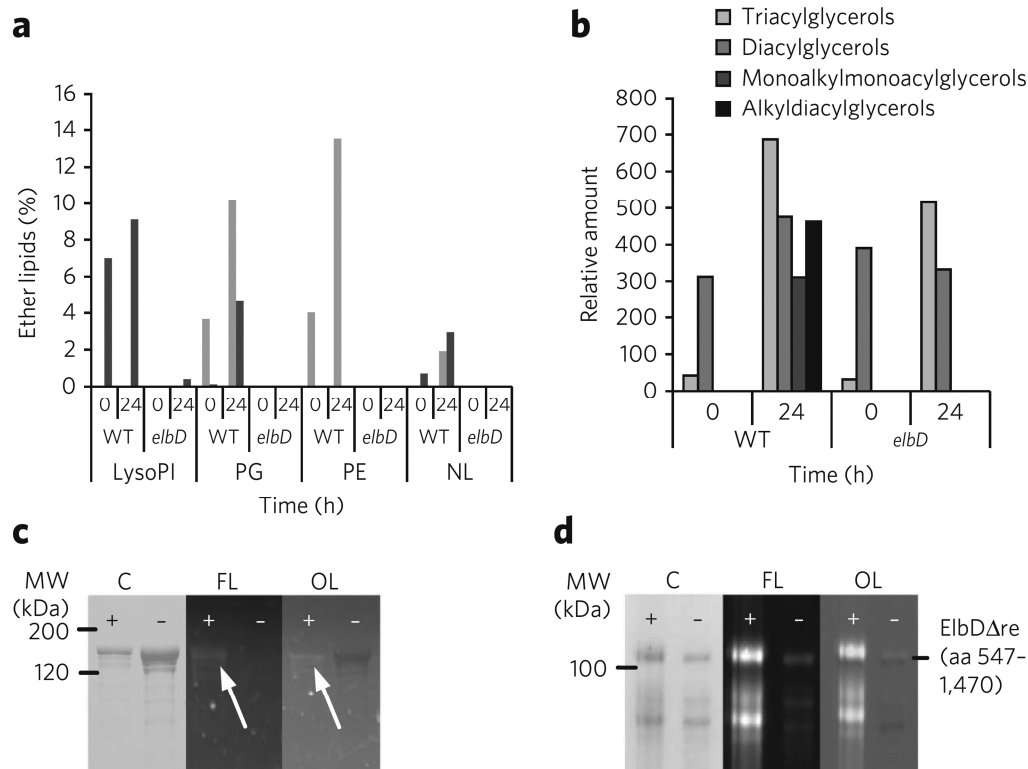 a
16
14
12
10
8
6
4
2
0
Ether lipids (%)
0 24 0 24 0 24 0 24 0 24 0 24 0 24 0 24
WT elbD WT elbD WT elbD WT elbD
LysoPI PG PE NL
Time (h)
b
Triacylglycerols
Diacylglycerols
Monoalkylmonoacylglycerols
Alkyldiacylglycerols
800
700
600
500
400
300
200
100
0
Relative amount
0 24 0 24
WT elbD
Time (h)
c
MW
(kDa)
C FL OL
+ − + − + −
200
120
d
MW
(kDa)
C FL OL
+ − + − + −
100
ElbDΔre
(aa 547–
1,470)